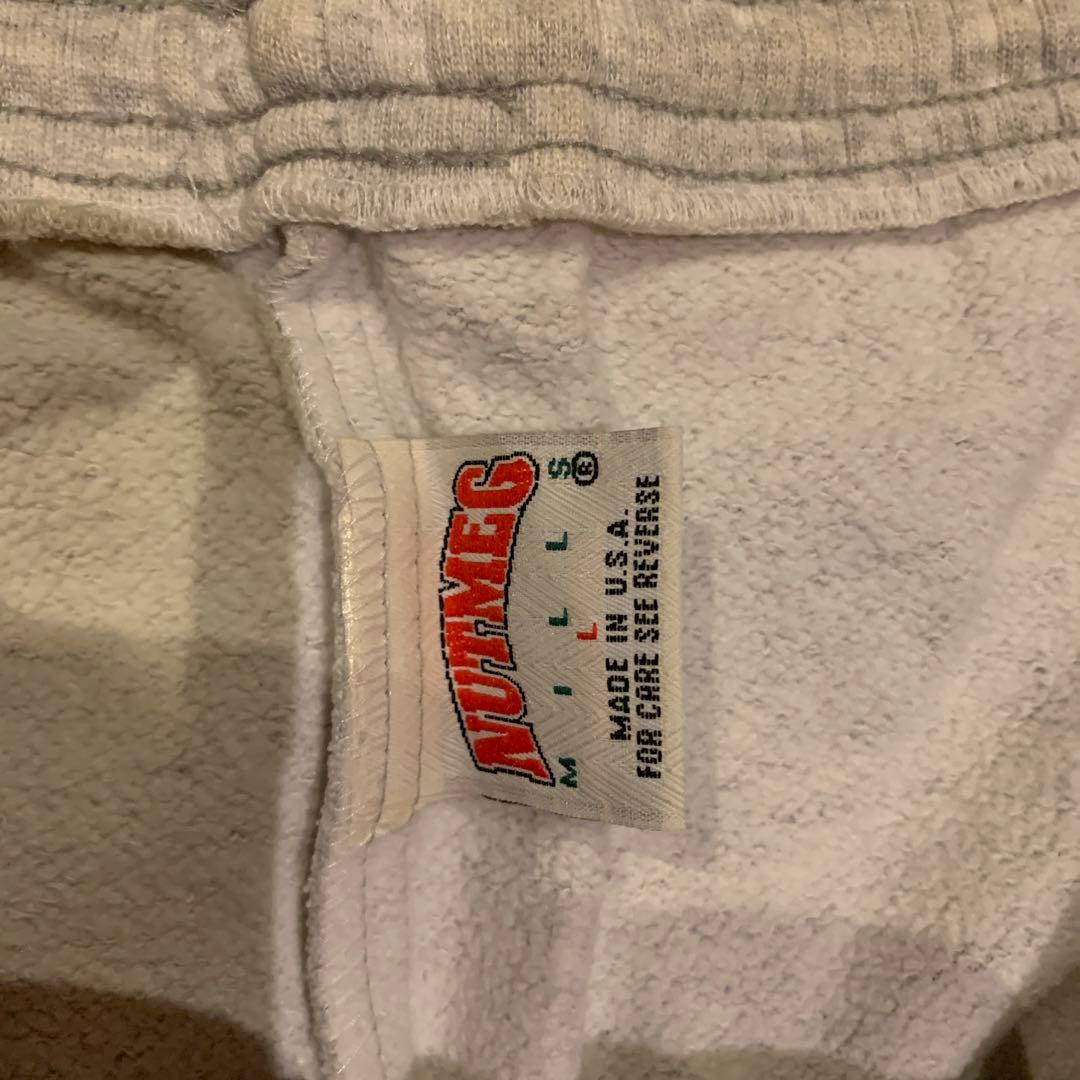 NUTMEG
MILLS®
L
MADE IN U.S.A.
FOR CARE SEE REVERSE